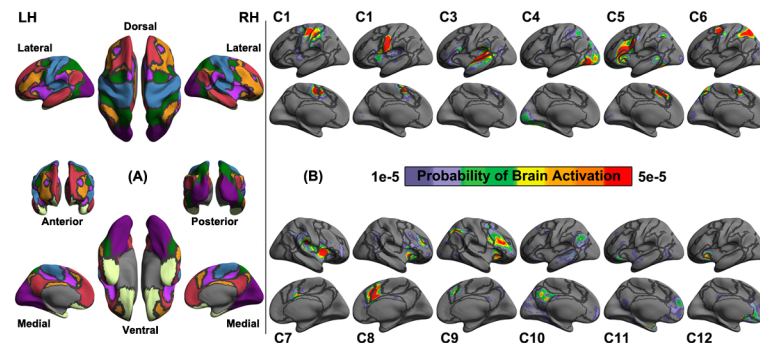 LH
Dorsal
RH
Lateral
Lateral
(A)
Anterior
Posterior
Medial
Ventral
Medial
C1
C1
C3
C4
C5
C6
(B)
1e-5
Probability of Brain Activation
5e-5
C7
C8
C9
C10
C11
C12